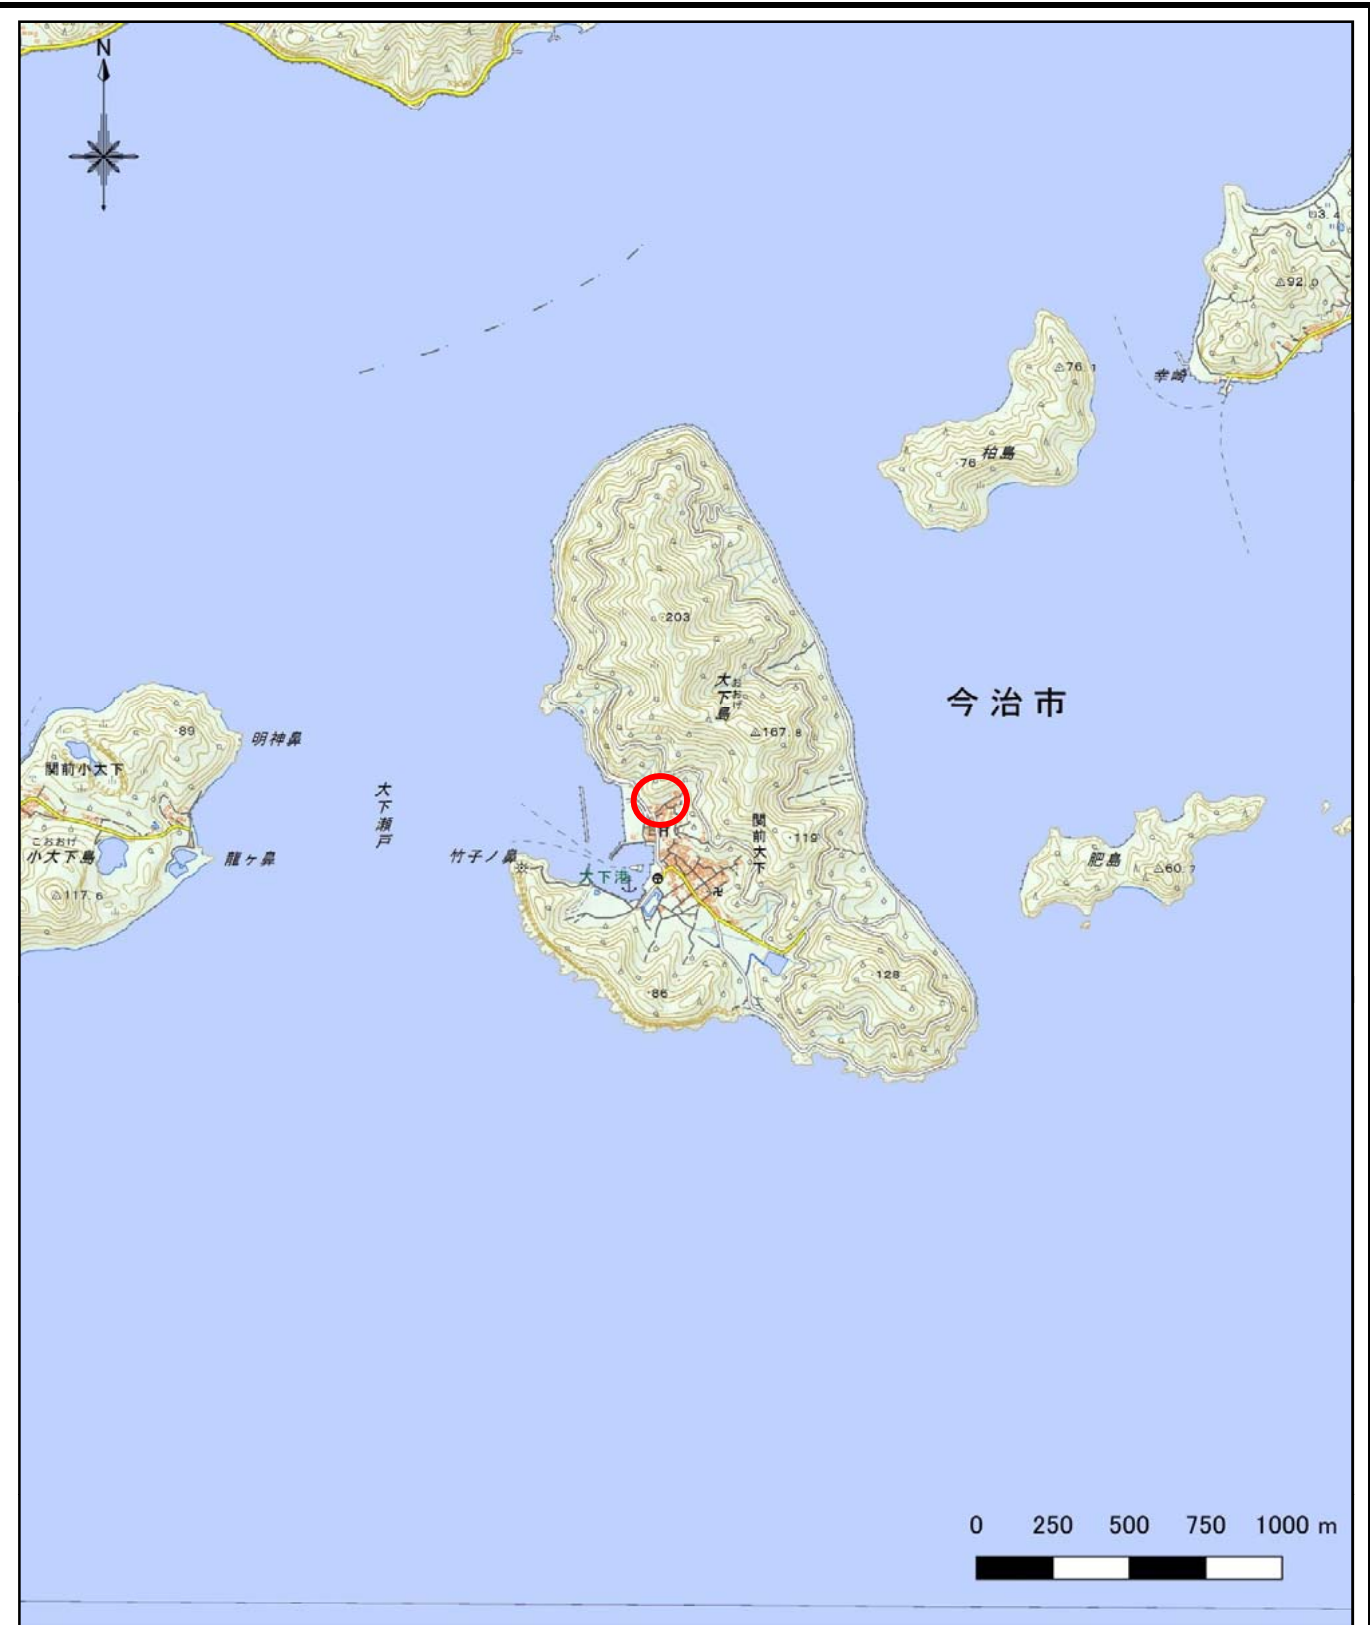 N
3.4
92.0
幸崎
76.1
柏島
76
203
大下島
おおげ
今治市
167.8
89
明神鼻
関前小大下
大下瀬戸
関前大下
119
こおおげ
小大下島
龍ヶ鼻
竹子ノ鼻
大下港
肥島
60.7
117.6
128
86
0 250 500 750 1000 m